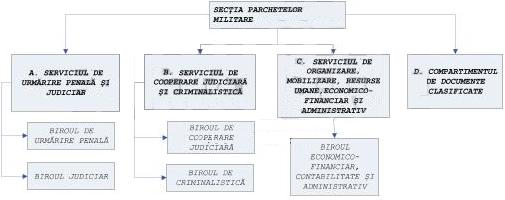 SECȚIA PARCHETELOR
MILITARE
A. SERVICIUL DE
URMĂRIRE PENALĂ ȘI
JUDICIAR
B. SERVICIUL DE
COOPERARE JUDICIARĂ
ȘI CRIMINALISTICĂ
C. SERVICIUL DE
ORGANIZARE,
MOBILIZARE, RESURSE
UMANE,ECONOMICO-
FINANCIAR ȘI
ADMINISTRATIV
D. COMPARTIMENTUL
DE DOCUMENTE
CLASIFICATE
BIROUL DE
URMĂRIRE PENALĂ
BIROUL JUDICIAR
BIROUL DE
COOPERARE
JUDICIARĂ
BIROUL DE
CRIMINALISTICĂ
BIROUL
ECONOMICO-
FINANCIAR,
CONTABILITATE ȘI
ADMINISTRATIV